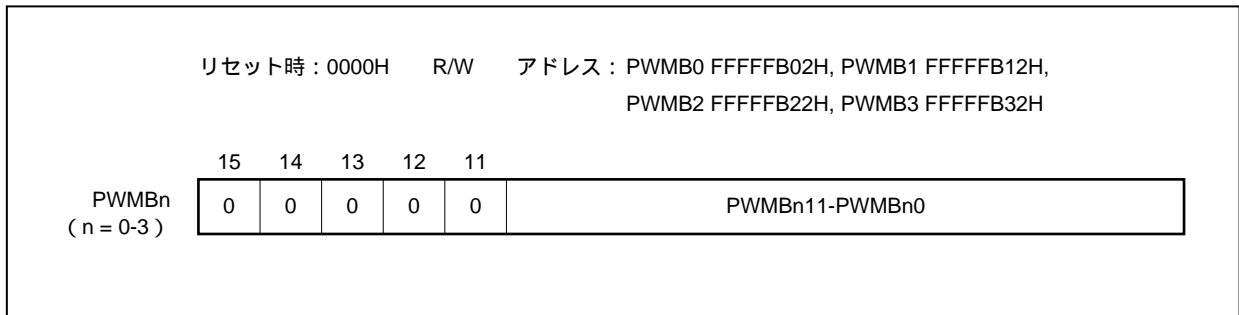 リセット時：0000H R/W アドレス：PWMB0 FFFFFB02H, PWMB1 FFFFFB12H,
PWMB2 FFFFFB22H, PWMB3 FFFFFB32H
15 14 13 12 11
PWMBn 0 0 0 0 0 PWMBn11-PWMBn0
（n = 0-3）